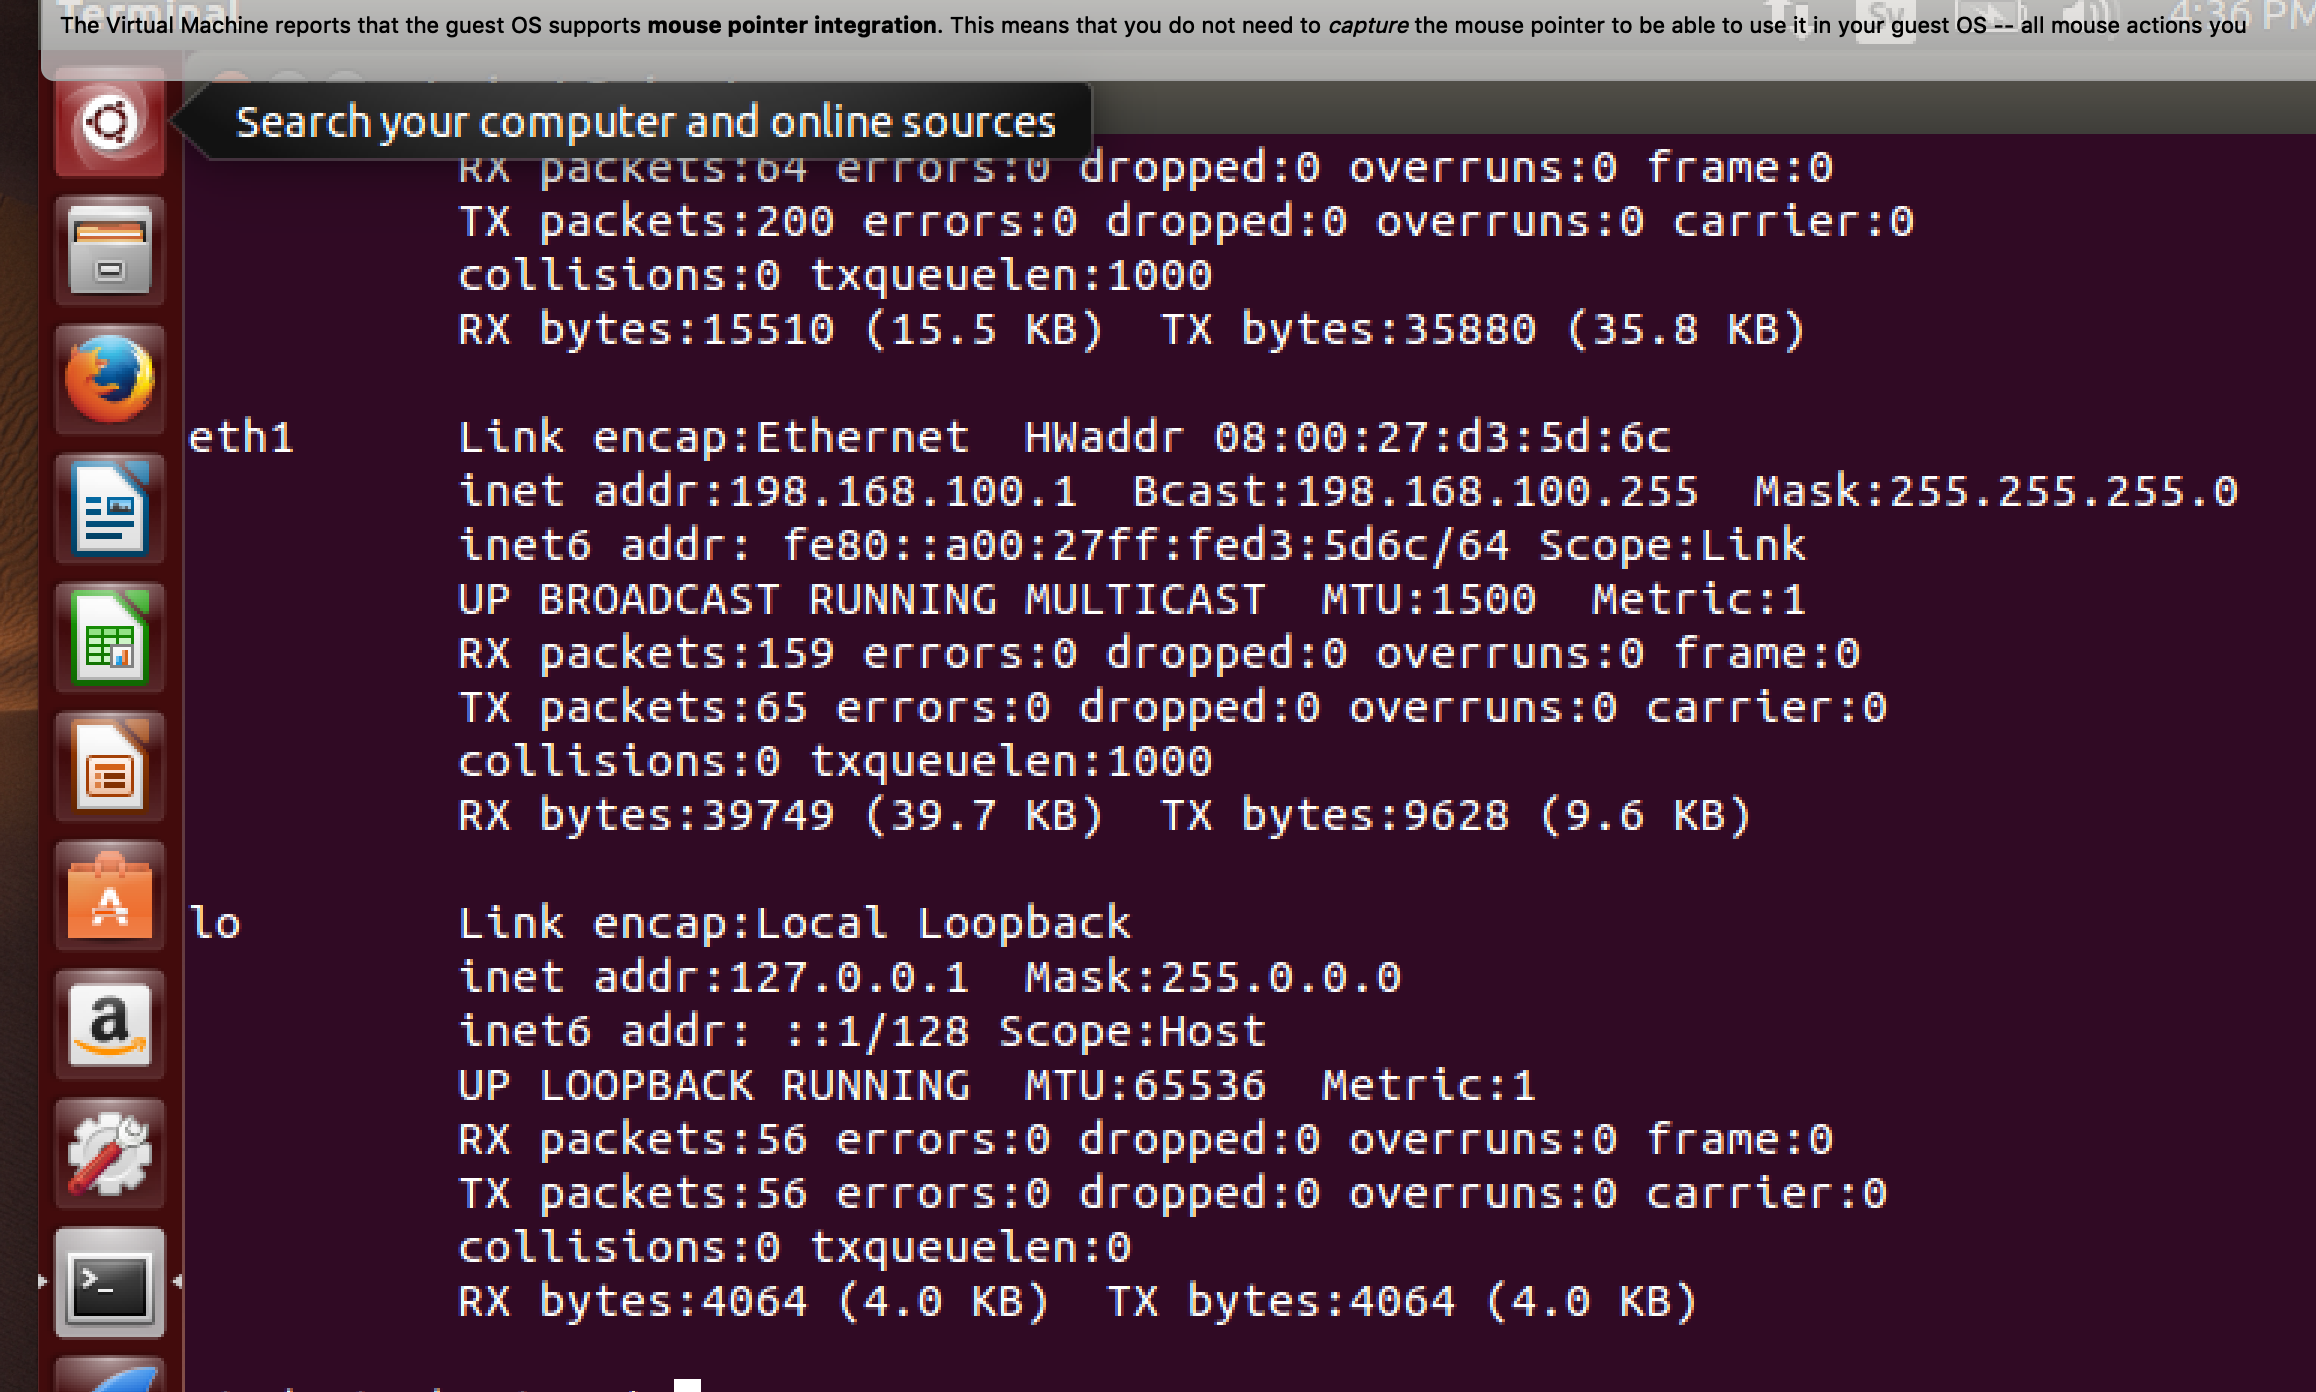 The Virtual Machine reports that the guest OS supports mouse pointer integration. This means that you do not need to capture the mouse pointer to be able to use it in your guest OS -- all mouse actions you
Terminal
Sv
4:36 PM
Search your computer and online sources
RX packets:64 errors:0 dropped:0 overruns:0 frame:0
TX packets:200 errors:0 dropped:0 overruns:0 carrier:0
collisions:0 txqueuelen:1000
RX bytes:15510 (15.5 KB)  TX bytes:35880 (35.8 KB)
eth1 Link encap:Ethernet  HWaddr 08:00:27:d3:5d:6c
inet addr:198.168.100.1  Bcast:198.168.100.255  Mask:255.255.255.0
inet6 addr: fe80::a00:27ff:fed3:5d6c/64 Scope:Link
UP BROADCAST RUNNING MULTICAST  MTU:1500  Metric:1
RX packets:159 errors:0 dropped:0 overruns:0 frame:0
TX packets:65 errors:0 dropped:0 overruns:0 carrier:0
collisions:0 txqueuelen:1000
RX bytes:39749 (39.7 KB)  TX bytes:9628 (9.6 KB)
lo Link encap:Local Loopback
inet addr:127.0.0.1  Mask:255.0.0.0
inet6 addr: ::1/128 Scope:Host
UP LOOPBACK RUNNING  MTU:65536  Metric:1
RX packets:56 errors:0 dropped:0 overruns:0 frame:0
TX packets:56 errors:0 dropped:0 overruns:0 carrier:0
collisions:0 txqueuelen:0
RX bytes:4064 (4.0 KB)  TX bytes:4064 (4.0 KB)